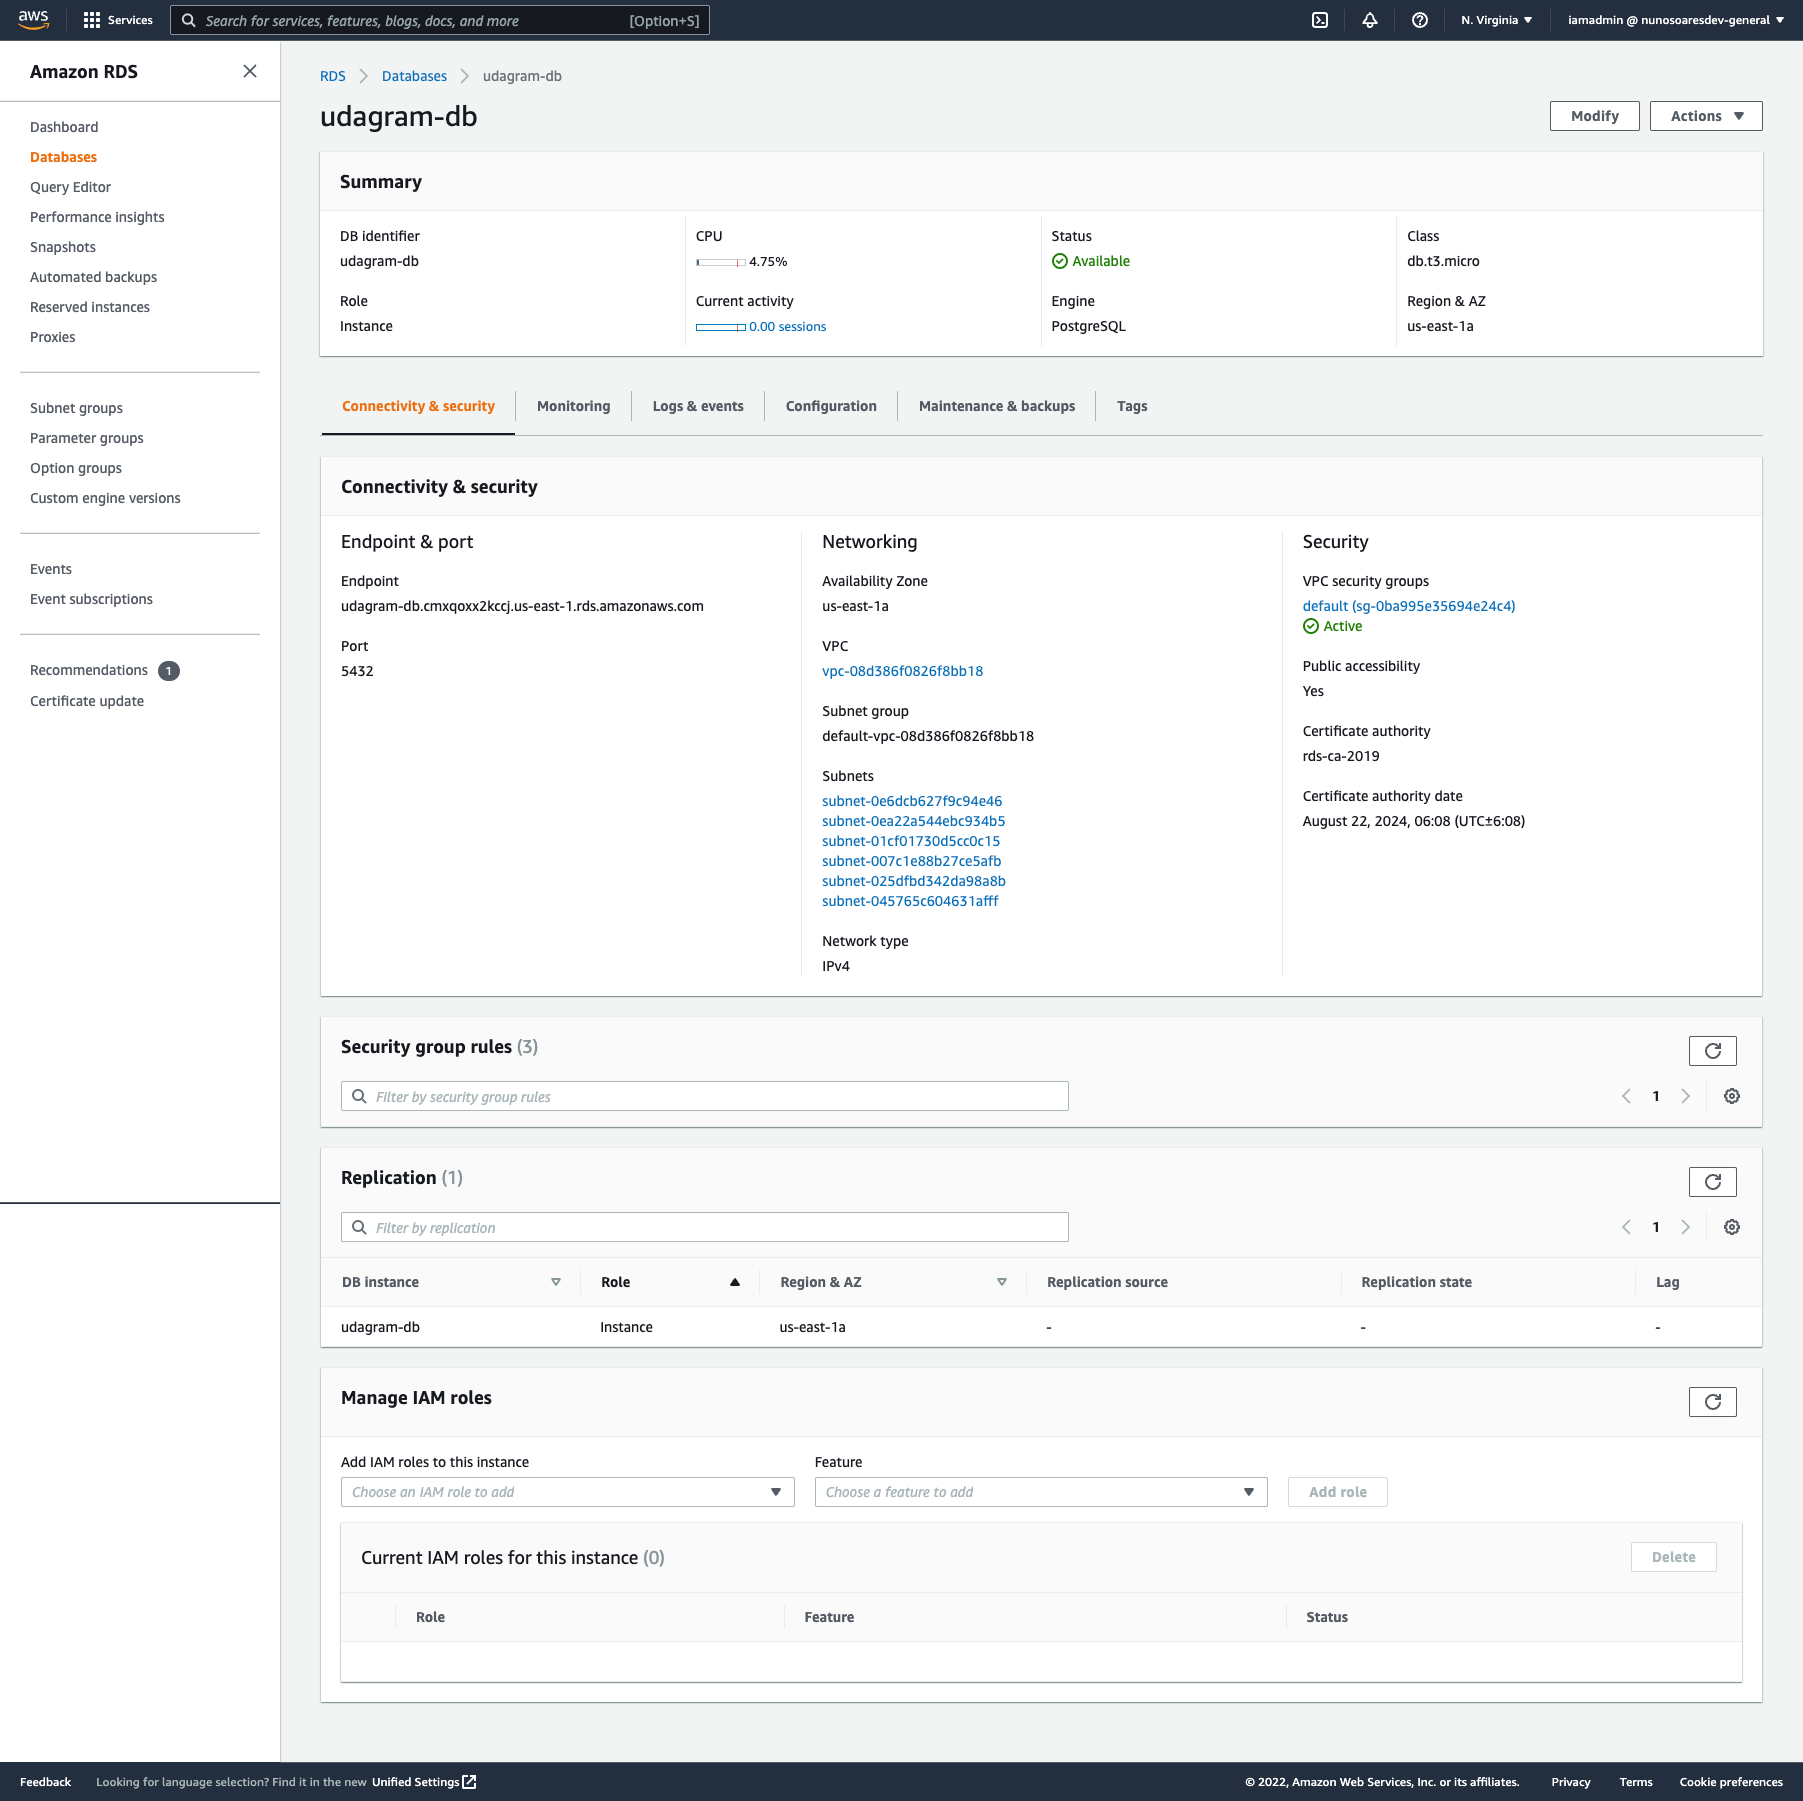 aws
Services
Search for services, features, blogs, docs, and more
[Option+S]
N. Virginia
iamadmin @ nunosoaresdev-general
Amazon RDS
Dashboard
Databases
Query Editor
Performance insights
Snapshots
Automated backups
Reserved instances
Proxies
Subnet groups
Parameter groups
Option groups
Custom engine versions
Events
Event subscriptions
Recommendations 1
Certificate update
RDS
Databases
udagram-db
udagram-db
Modify
Actions
Summary
DB identifier
udagram-db
CPU
4.75%
Status
Available
Class
db.t3.micro
Role
Instance
Current activity
0.00 sessions
Engine
PostgreSQL
Region & AZ
us-east-1a
Connectivity & security
Monitoring
Logs & events
Configuration
Maintenance & backups
Tags
Connectivity & security
Endpoint & port
Endpoint
udagram-db.cmxqoxx2kccj.us-east-1.rds.amazonaws.com
Port
5432
Networking
Availability Zone
us-east-1a
VPC
vpc-08d386f0826f8bb18
Subnet group
default-vpc-08d386f0826f8bb18
Subnets
subnet-0e6dcb627f9c94e46
subnet-0ea22a544ebc934b5
subnet-01cf01730d5cc0c15
subnet-007c1e88b27ce5afb
subnet-025dfbd342da98a8b
subnet-045765c604631afff
Network type
IPv4
Security
VPC security groups
default (sg-0ba995e35694e24c4)
Active
Public accessibility
Yes
Certificate authority
rds-ca-2019
Certificate authority date
August 22, 2024, 06:08 (UTC±6:08)
Security group rules (3)
Filter by security group rules
1
Replication (1)
Filter by replication
1
DB instance
Role
Region & AZ
Replication source
Replication state
Lag
udagram-db
Instance
us-east-1a
-
-
-
Manage IAM roles
Add IAM roles to this instance
Choose an IAM role to add
Feature
Choose a feature to add
Add role
Current IAM roles for this instance (0)
Delete
Role
Feature
Status
Feedback
Looking for language selection? Find it in the new Unified Settings
© 2022, Amazon Web Services, Inc. or its affiliates.
Privacy
Terms
Cookie preferences